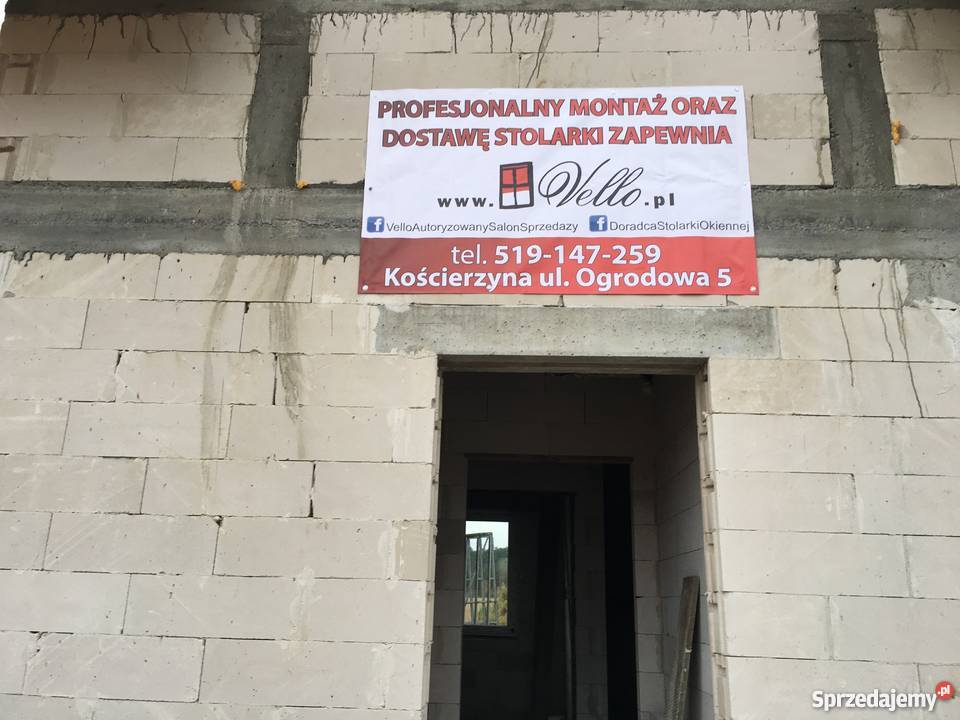 PROFESJONALNY MONTAŻ ORAZ
DOSTAWĘ STOLARKI ZAPEWNIA
www.Vello.pl
VelloAutoryzowanySalonSprzedazy DoradcaStolarkiOkiennej
tel. 519-147-259
Kościerzyna ul. Ogrodowa 5
Sprzedajemy.pl